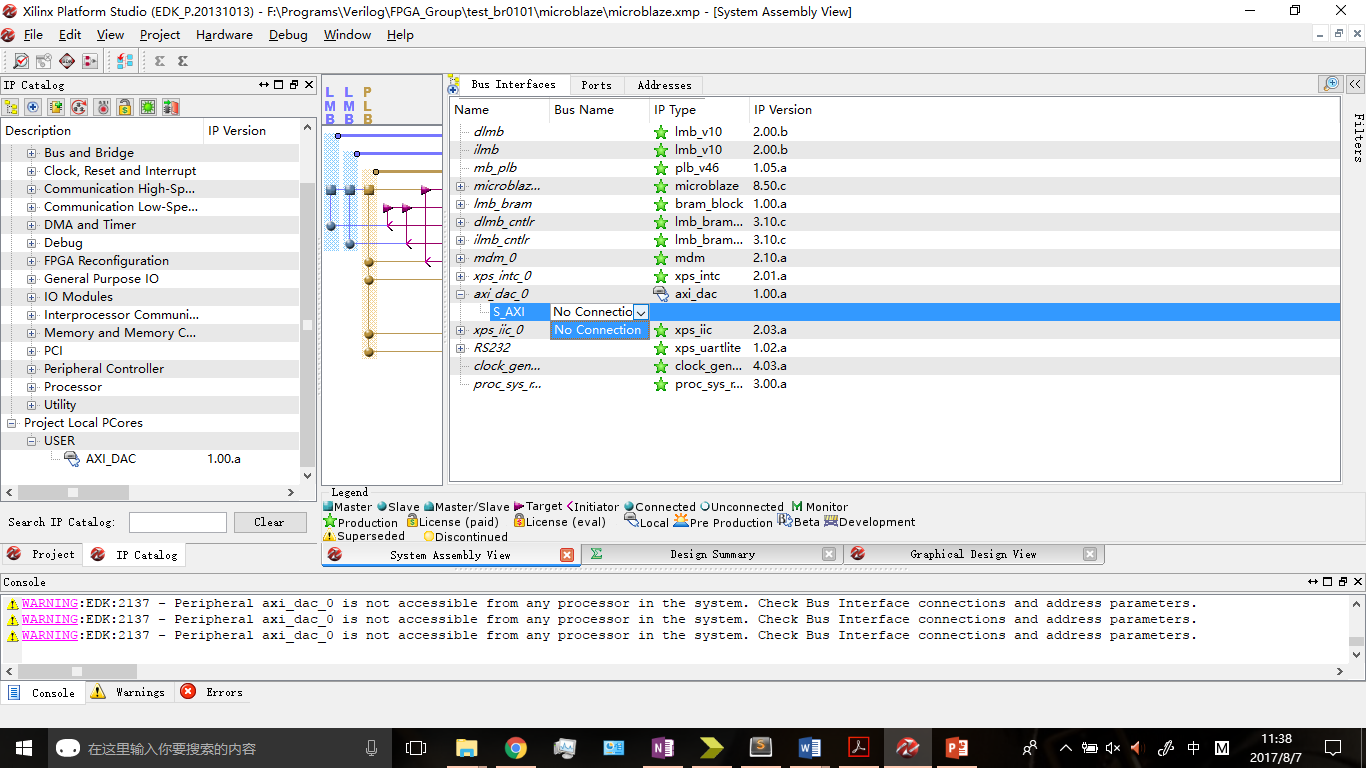 Xilinx Platform Studio (EDK_P.20131013) - F:\Programs\Verilog\FPGA_Group\test_br0101\microblaze\microblaze.xmp - [System Assembly View]
File Edit View Project Hardware Debug Window Help
IP Catalog
Description IP Version
Bus and Bridge
Clock, Reset and Interrupt
Communication High-Sp...
Communication Low-Spe...
DMA and Timer
Debug
FPGA Reconfiguration
General Purpose IO
IO Modules
Interprocessor Communi...
Memory and Memory C...
PCI
Peripheral Controller
Processor
Utility
Project Local PCores
USER
AXI_DAC 1.00.a
Search IP Catalog: Clear
Project IP Catalog
L L P
M M L
B B B
Bus Interfaces Ports Addresses
Name Bus Name IP Type IP Version
dlmb lmb_v10 2.00.b
ilmb lmb_v10 2.00.b
mb_plb plb_v46 1.05.a
microblaz... microblaze 8.50.c
lmb_bram bram_block 1.00.a
dlmb_cntlr lmb_bram... 3.10.c
ilmb_cntlr lmb_bram... 3.10.c
mdm_0 mdm 2.10.a
xps_intc_0 xps_intc 2.01.a
axi_dac_0 axi_dac 1.00.a
S_AXI No Connectio
No Connection
xps_iic_0 xps_iic 2.03.a
RS232 xps_uartlite 1.02.a
clock_gen... clock_gen... 4.03.a
proc_sys_r... proc_sys_r... 3.00.a
Filters
Legend
Master Slave Master/Slave Target Initiator Connected Unconnected M Monitor
Production License (paid) License (eval) Local Pre Production Beta Development
Superseded Discontinued
System Assembly View Design Summary Graphical Design View
Console
WARNING:EDK:2137 - Peripheral axi_dac_0 is not accessible from any processor in the system. Check Bus Interface connections and address parameters.
WARNING:EDK:2137 - Peripheral axi_dac_0 is not accessible from any processor in the system. Check Bus Interface connections and address parameters.
WARNING:EDK:2137 - Peripheral axi_dac_0 is not accessible from any processor in the system. Check Bus Interface connections and address parameters.
Console Warnings Errors
在这里输入你要搜索的内容
中 M 11:38
2017/8/7